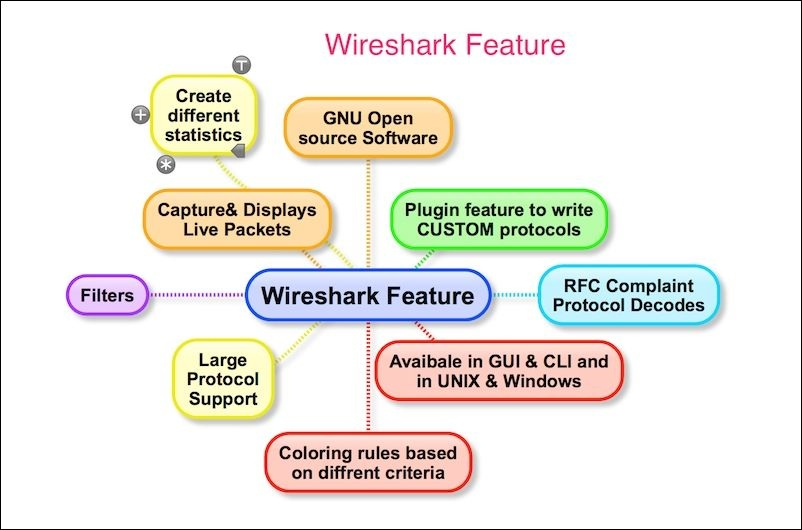 Wireshark Feature
Create
different
statistics
GNU Open
source Software
Capture& Displays
Live Packets
Plugin feature to write
CUSTOM protocols
Filters
Wireshark Feature
RFC Complaint
Protocol Decodes
Large
Protocol
Support
Avaibale in GUI & CLI and
in UNIX & Windows
Coloring rules based
on diffrent criteria